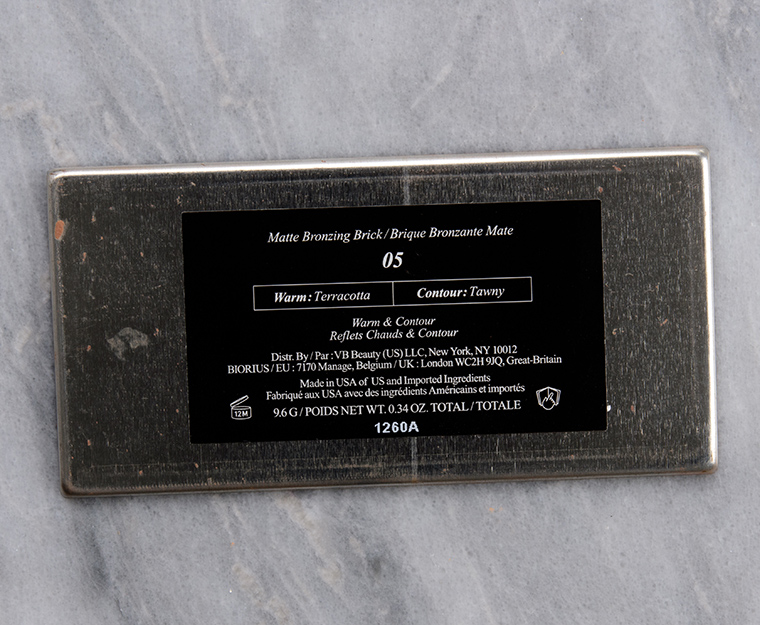 Matte Bronzing Brick / Brique Bronzante Mate
05
Warm: Terracotta
Contour: Tawny
Warm & Contour
Reflets Chauds & Contour
Distr. By / Par : VB Beauty (US) LLC, New York, NY 10012
BIORIUS / EU : 7170 Manage, Belgium / UK : London WC2H 9JQ, Great-Britain
Made in USA of US and Imported Ingredients
Fabriqué aux USA avec des ingrédients Américains et importés
12M
9.6 G / POIDS NET WT. 0.34 OZ. TOTAL / TOTALE
1260A